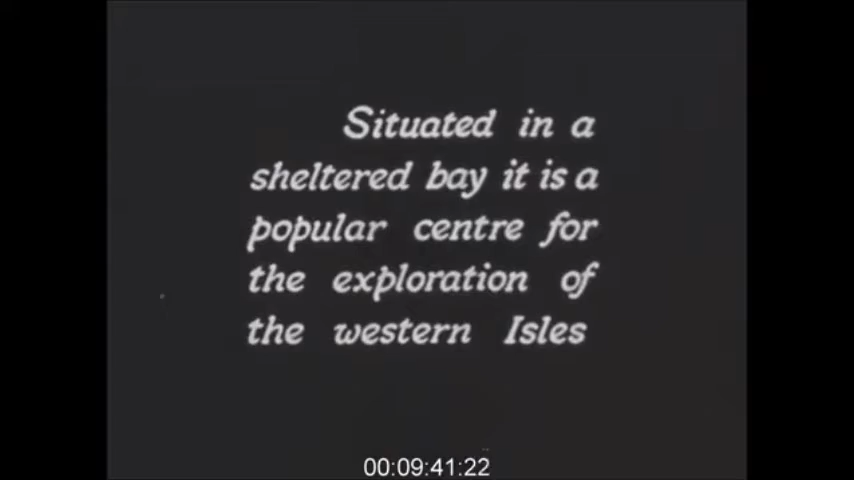 Situated in a
sheltered bay it is a
popular centre for
the exploration of
the western Isles
00:09:41:22